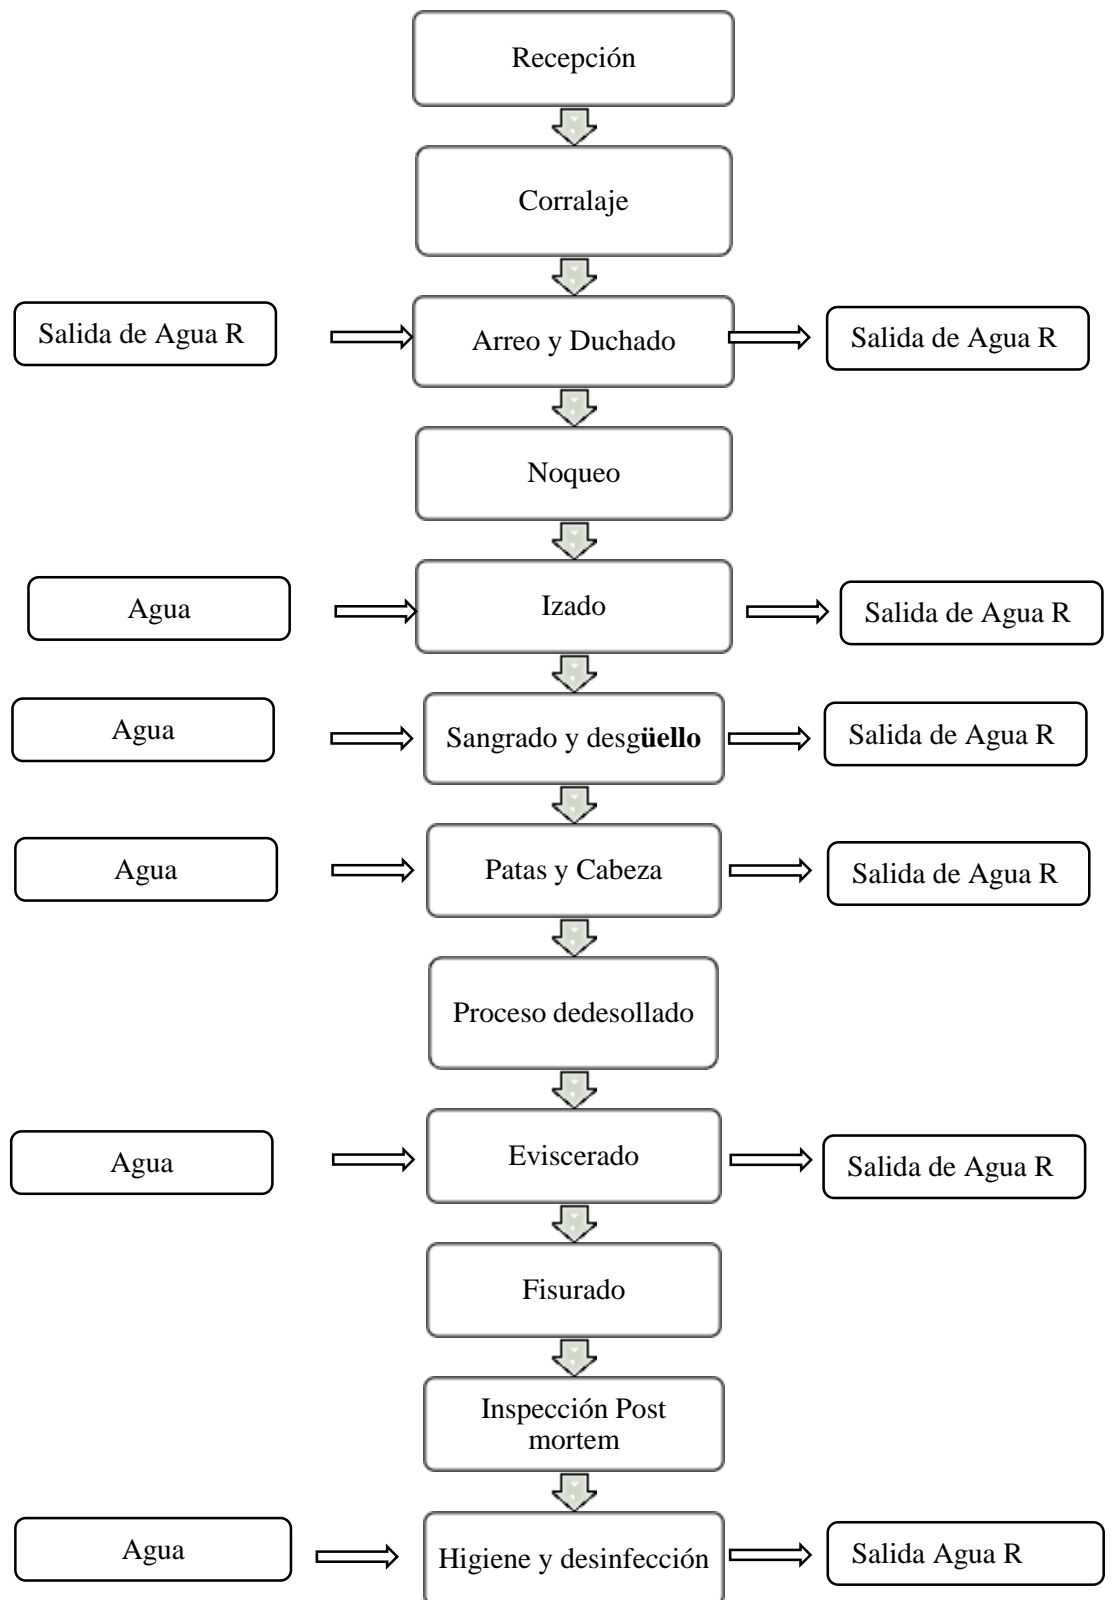 Recepción
Corralaje
Salida de Agua R
Arreo y Duchado
Salida de Agua R
Noqueo
Agua
Izado
Salida de Agua R
Agua
Sangrado y desgüello
Salida de Agua R
Agua
Patas y Cabeza
Salida de Agua R
Proceso dedesollado
Agua
Eviscerado
Salida de Agua R
Fisurado
Inspección Post
mortem
Agua
Higiene y desinfección
Salida Agua R